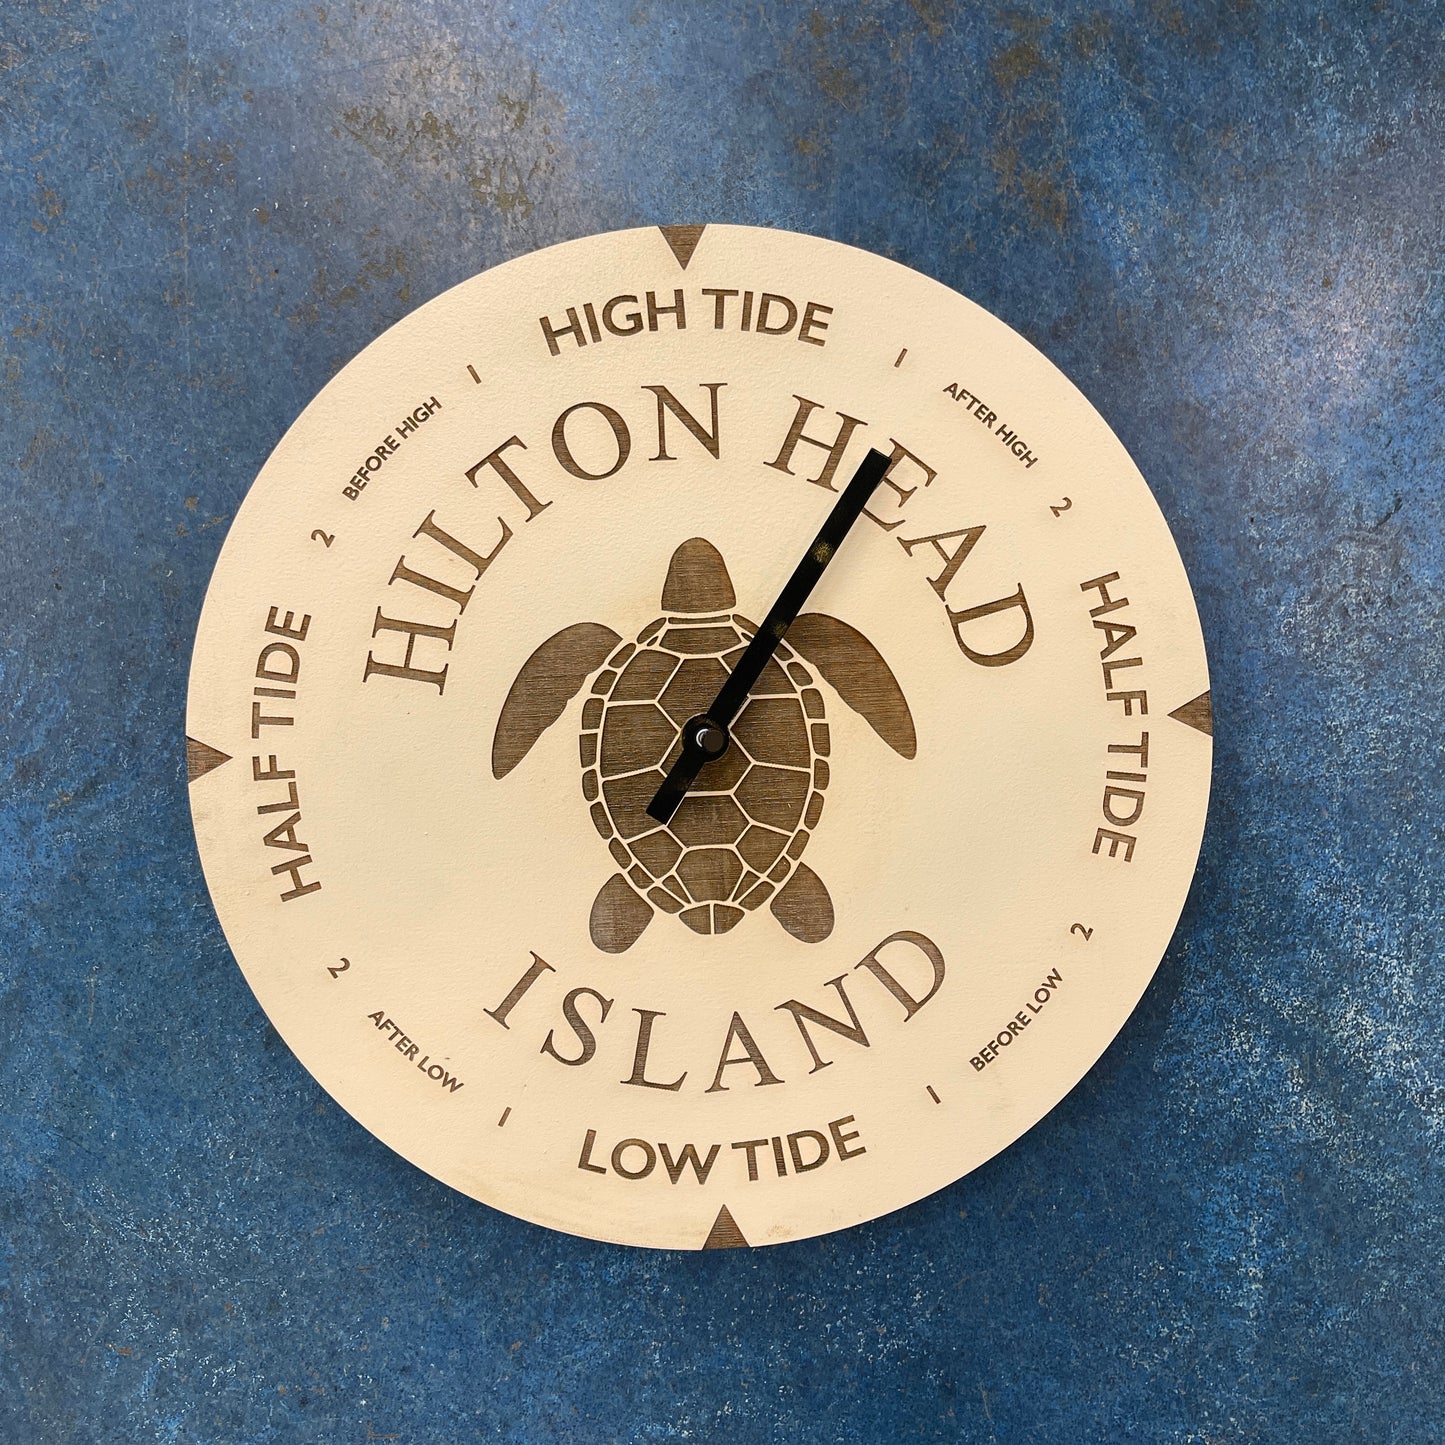 HIGH TIDE
1
AFTER HIGH
2
HALF TIDE
2
BEFORE LOW
1
LOW TIDE
1
AFTER LOW
2
HALF TIDE
2
BEFORE HIGH
1
HILTON HEAD
ISLAND